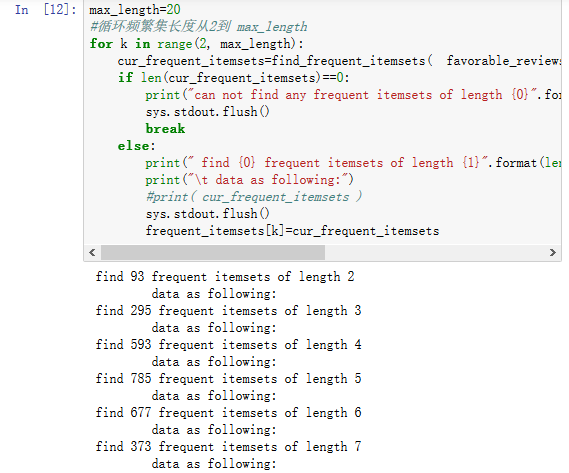 In [12]: max_length=20
#循环频繁集长度从2到 max_length
for k in range(2, max_length):
    cur_frequent_itemsets=find_frequent_itemsets(  favorable_review
    if len(cur_frequent_itemsets)==0:
        print("can not find any frequent itemsets of length {0}".fo
        sys.stdout.flush()
        break
    else:
        print(" find {0} frequent itemsets of length {1}".format(le
        print("\t data as following:")
        #print( cur_frequent_itemsets )
        sys.stdout.flush()
        frequent_itemsets[k]=cur_frequent_itemsets
find 93 frequent itemsets of length 2
        data as following:
find 295 frequent itemsets of length 3
        data as following:
find 593 frequent itemsets of length 4
        data as following:
find 785 frequent itemsets of length 5
        data as following:
find 677 frequent itemsets of length 6
        data as following:
find 373 frequent itemsets of length 7
        data as following: